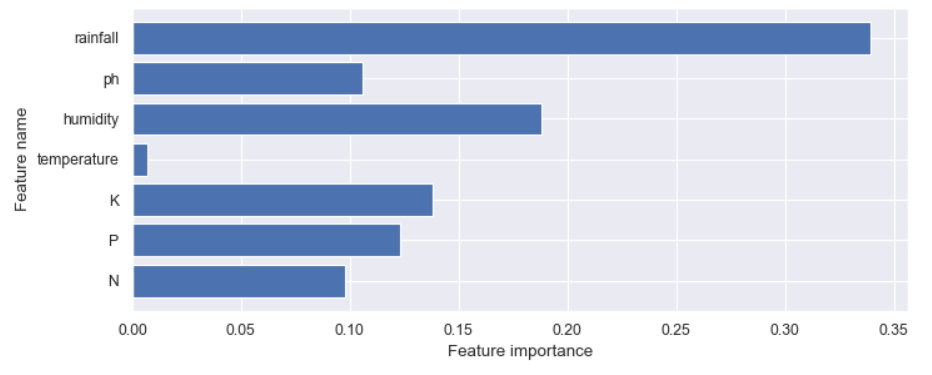 rainfall
ph
humidity
temperature
K
P
N
Feature name
0.00 0.05 0.10 0.15 0.20 0.25 0.30 0.35
Feature importance